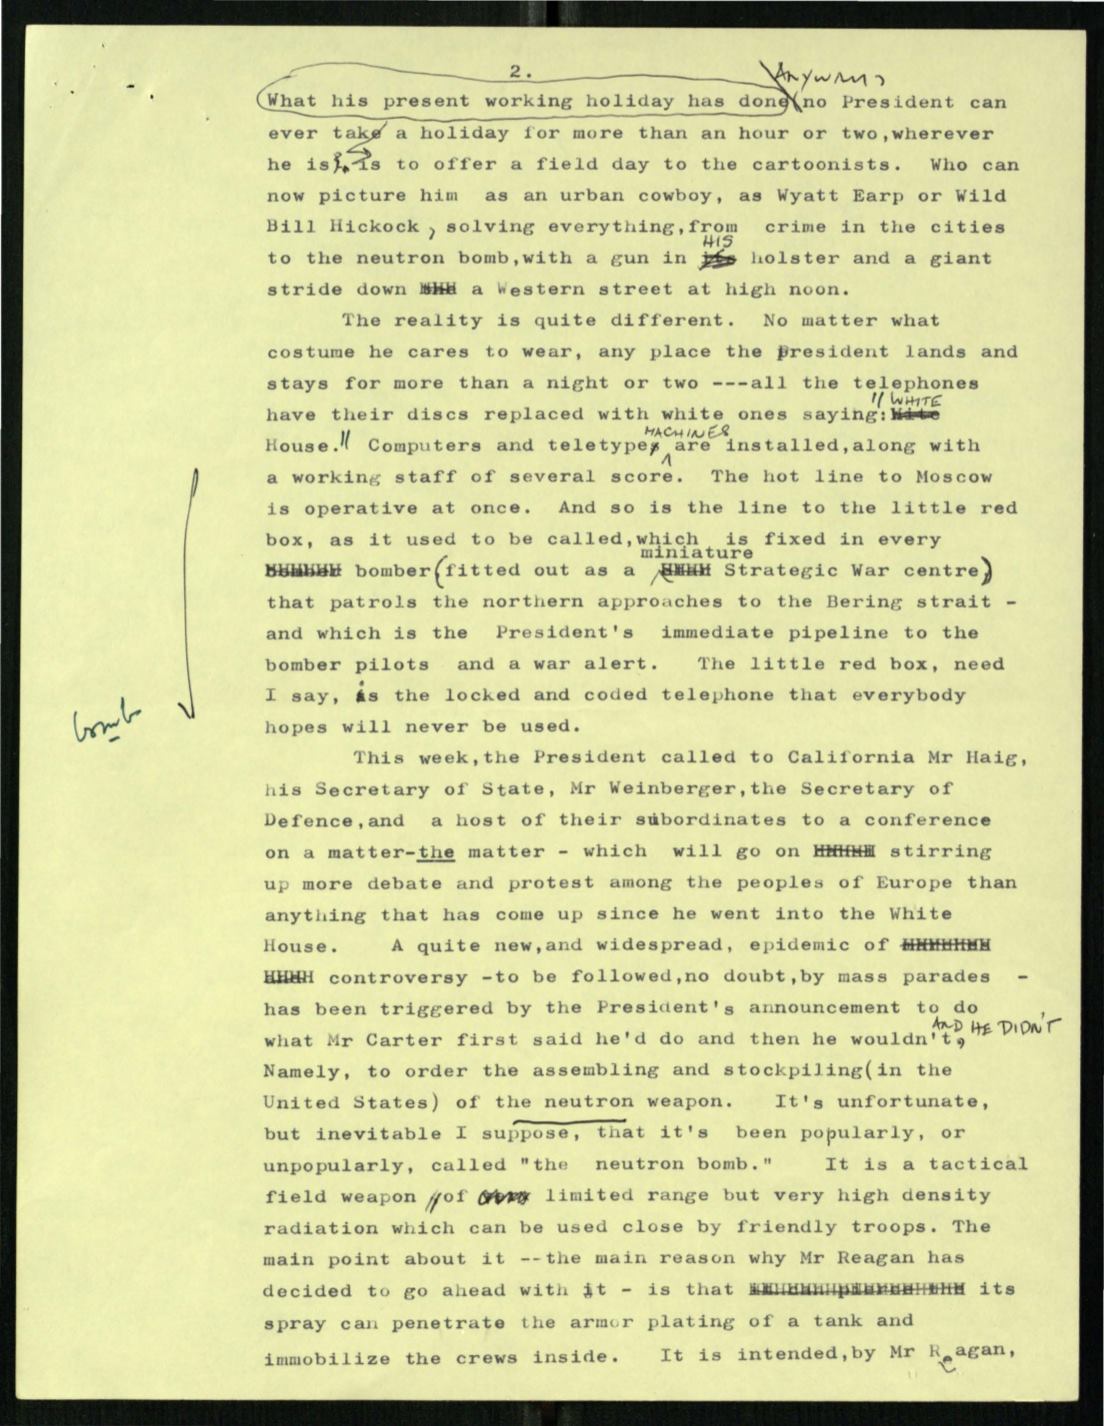 2.
ANYWAY,
What his present working holiday has done no President can
ever take a holiday for more than an hour or two,wherever
he is, is to offer a field day to the cartoonists. Who can
now picture him as an urban cowboy, as Wyatt Earp or Wild
Bill Hickock, solving everything,from crime in the cities
HIS
to the neutron bomb,with a gun in its holster and a giant
stride down a Western street at high noon.
The reality is quite different. No matter what
costume he cares to wear, any place the president lands and
stays for more than a night or two ---all the telephones
"WHITE
have their discs replaced with white ones saying:
House." Computers and teletypes are installed,along with
MACHINES
a working staff of several score. The hot line to Moscow
is operative at once. And so is the line to the little red
box, as it used to be called,which is fixed in every
miniature
bomber(fitted out as a Strategic War centre)
that patrols the northern approaches to the Bering strait -
and which is the President's immediate pipeline to the
bomber pilots and a war alert. The little red box, need
I say, is the locked and coded telephone that everybody
bomb
hopes will never be used.
This week,the President called to California Mr Haig,
his Secretary of State, Mr Weinberger,the Secretary of
Defence,and a host of their subordinates to a conference
on a matter-the matter - which will go on stirring
up more debate and protest among the peoples of Europe than
anything that has come up since he went into the White
House. A quite new,and widespread, epidemic of
controversy -to be followed,no doubt,by mass parades -
has been triggered by the President's announcement to do
AND HE DIDN'T
what Mr Carter first said he'd do and then he wouldn't,
Namely, to order the assembling and stockpiling(in the
United States) of the neutron weapon. It's unfortunate,
but inevitable I suppose, that it's been popularly, or
unpopularly, called "the neutron bomb." It is a tactical
field weapon of limited range but very high density
radiation which can be used close by friendly troops. The
main point about it --the main reason why Mr Reagan has
decided to go ahead with it - is that its
spray can penetrate the armor plating of a tank and
immobilize the crews inside. It is intended,by Mr Reagan,